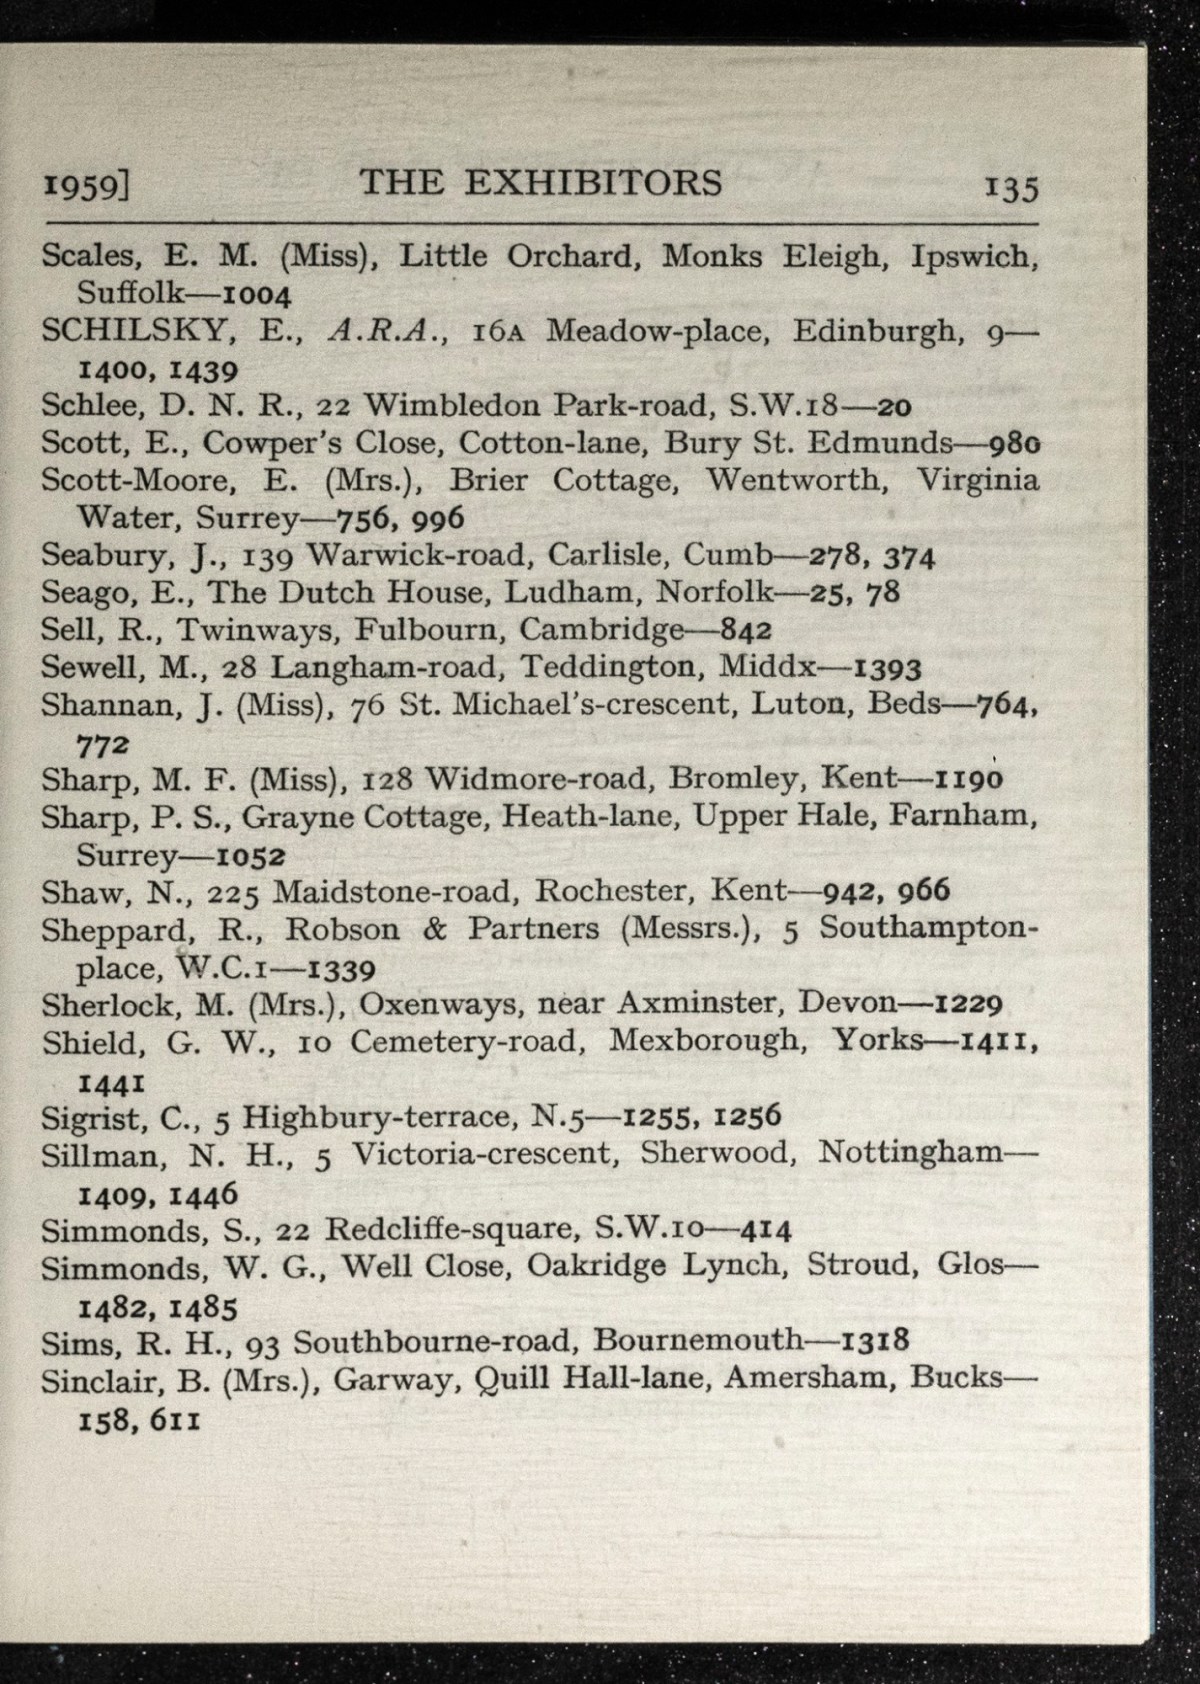 1959] THE EXHIBITORS 135
Scales, E. M. (Miss), Little Orchard, Monks Eleigh, Ipswich,
Suffolk—1004
SCHILSKY, E., A.R.A., 16A Meadow-place, Edinburgh, 9—
1400, 1439
Schlee, D. N. R., 22 Wimbledon Park-road, S.W.18—20
Scott, E., Cowper's Close, Cotton-lane, Bury St. Edmunds—980
Scott-Moore, E. (Mrs.), Brier Cottage, Wentworth, Virginia
Water, Surrey—756, 996
Seabury, J., 139 Warwick-road, Carlisle, Cumb—278, 374
Seago, E., The Dutch House, Ludham, Norfolk—25, 78
Sell, R., Twinways, Fulbourn, Cambridge—842
Sewell, M., 28 Langham-road, Teddington, Middx—1393
Shannan, J. (Miss), 76 St. Michael's-crescent, Luton, Beds—764,
772
Sharp, M. F. (Miss), 128 Widmore-road, Bromley, Kent—1190
Sharp, P. S., Grayne Cottage, Heath-lane, Upper Hale, Farnham,
Surrey—1052
Shaw, N., 225 Maidstone-road, Rochester, Kent—942, 966
Sheppard, R., Robson & Partners (Messrs.), 5 Southampton-
place, W.C.1—1339
Sherlock, M. (Mrs.), Oxenways, near Axminster, Devon—1229
Shield, G. W., 10 Cemetery-road, Mexborough, Yorks—1411,
1441
Sigrist, C., 5 Highbury-terrace, N.5—1255, 1256
Sillman, N. H., 5 Victoria-crescent, Sherwood, Nottingham—
1409, 1446
Simmonds, S., 22 Redcliffe-square, S.W.10—414
Simmonds, W. G., Well Close, Oakridge Lynch, Stroud, Glos—
1482, 1485
Sims, R. H., 93 Southbourne-road, Bournemouth—1318
Sinclair, B. (Mrs.), Garway, Quill Hall-lane, Amersham, Bucks—
158, 611